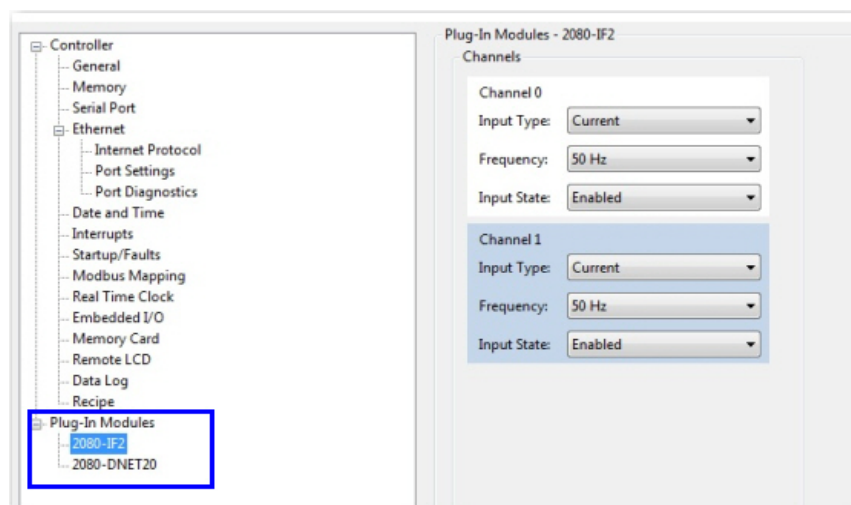 Controller
General
Memory
Serial Port
Ethernet
Internet Protocol
Port Settings
Port Diagnostics
Date and Time
Interrupts
Startup/Faults
Modbus Mapping
Real Time Clock
Embedded I/O
Memory Card
Remote LCD
Data Log
Recipe
Plug-In Modules
2080-IF2
2080-DNET20
Plug-In Modules - 2080-IF2
Channels
Channel 0
Input Type: Current
Frequency: 50 Hz
Input State: Enabled
Channel 1
Input Type: Current
Frequency: 50 Hz
Input State: Enabled